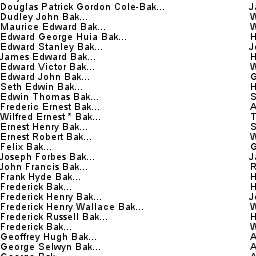 Douglas Patrick Gordon Cole-Bak... Ja
Dudley John Bak... W
Maurice Edward Bak... W
Edward George Huia Bak... H
Edward Stanley Bak... Jo
James Edward Bak... H
Edward Victor Bak... W
Edward John Bak... G
Seth Edwin Bak... H
Edwin Thomas Bak... S
Frederic Ernest Bak... A
Wilfred Ernest * Bak... T
Ernest Henry Bak... S
Ernest Robert Bak... W
Felix Bak... G
Joseph Forbes Bak... Ja
John Francis Bak... R
Frank Hyde Bak... H
Frederick Bak... H
Frederick Henry Bak... Jo
Frederick Henry Wallace Bak... W
Frederick Russell Bak... H
Frederick Bak... W
Geoffrey Hugh Bak... A
George Selwyn Bak... A